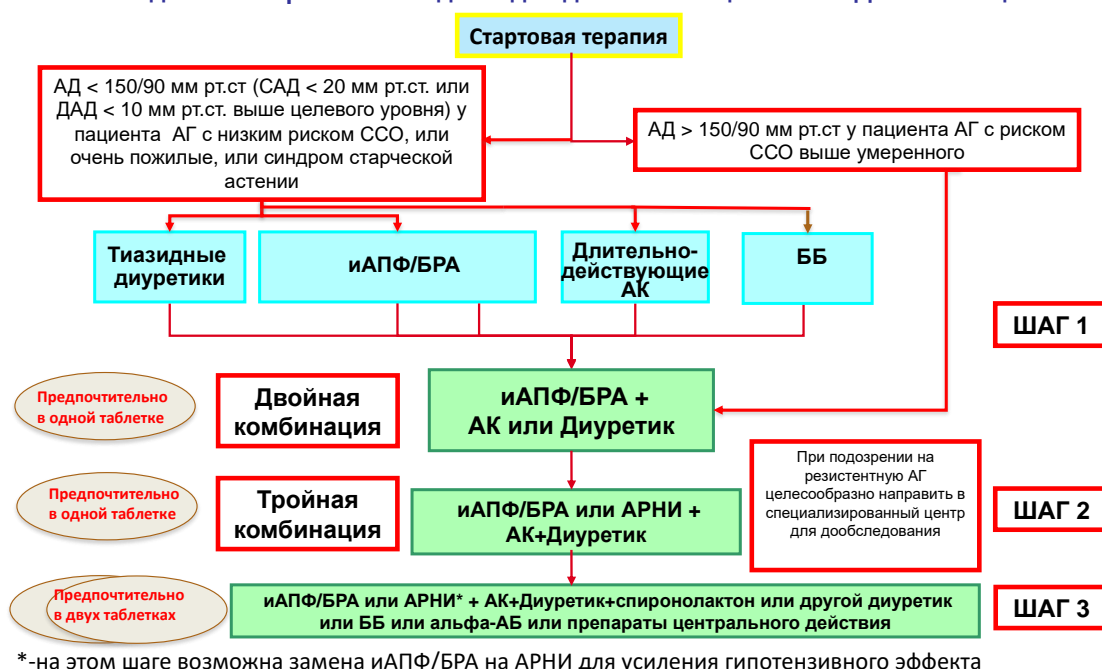 Стартовая терапия
АД < 150/90 мм рт.ст (САД < 20 мм рт.ст. или
ДАД < 10 мм рт.ст. выше целевого уровня) у
пациента АГ с низким риском ССО, или
очень пожилые, или синдром старческой
астении
АД > 150/90 мм рт.ст у пациента АГ с риском
ССО выше умеренного
Тиазидные
диуретики
иАПФ/БРА
Длительно-
действующие
АК
ББ
ШАГ 1
Предпочтительно
в одной таблетке
Двойная
комбинация
иАПФ/БРА +
АК или Диуретик
Предпочтительно
в одной таблетке
Тройная
комбинация
иАПФ/БРА или АРНИ +
АК+Диуретик
При подозрении на
резистентную АГ
целесообразно направить в
специализированный центр
для дообследования
ШАГ 2
Предпочтительно
в двух таблетках
иАПФ/БРА или АРНИ* + АК+Диуретик+спиронолактон или другой диуретик
или ББ или альфа-АБ или препараты центрального действия
ШАГ 3
*-на этом шаге возможна замена иАПФ/БРА на АРНИ для усиления гипотензивного эффекта